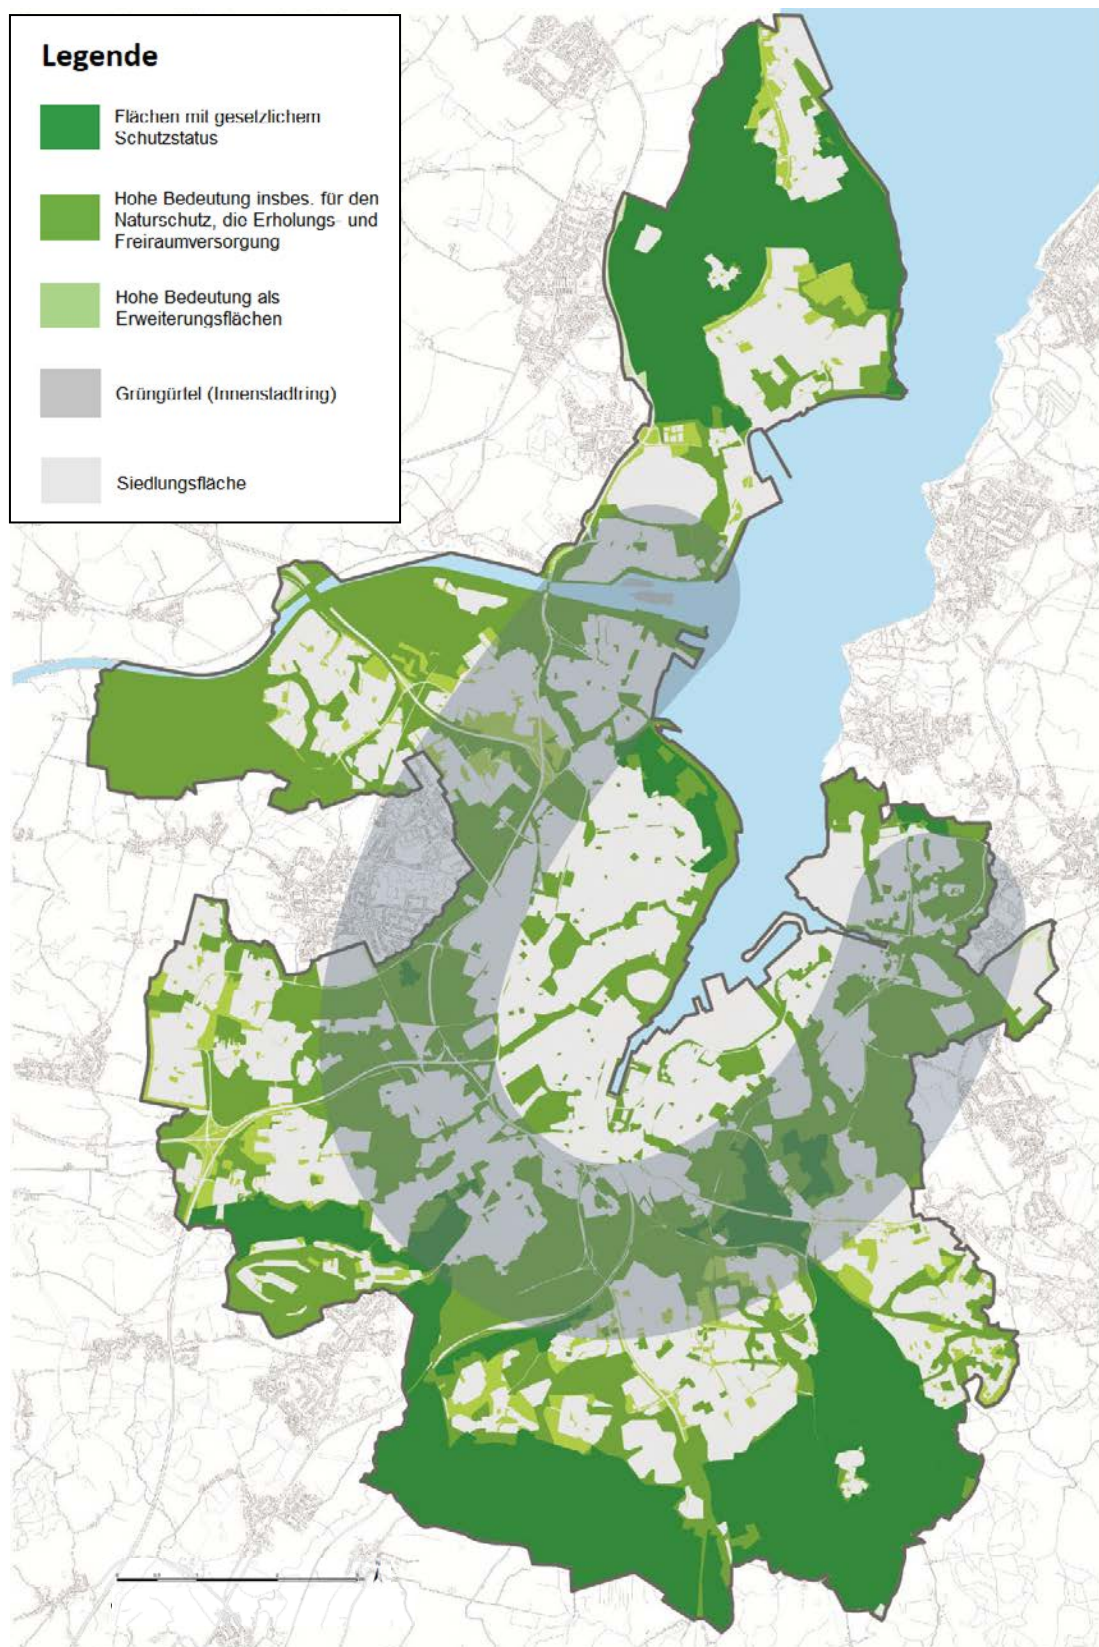 Legende
Flächen mit gesetzlichem
Schutzstatus
Hohe Bedeutung insbes. für den
Naturschutz, die Erholungs- und
Freiraumversorgung
Hohe Bedeutung als
Erweiterungsflächen
Grüngürtel (Innenstadtring)
Siedlungsfläche